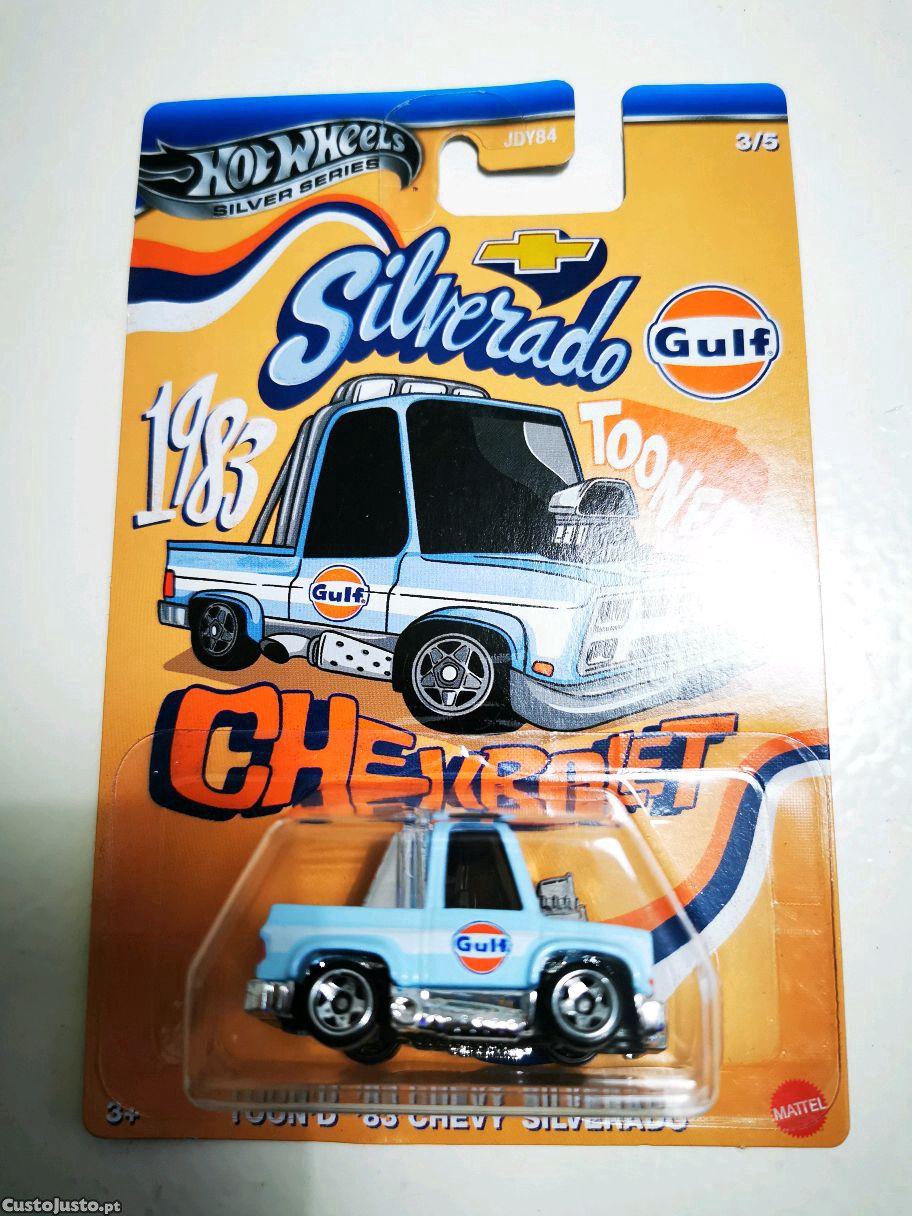 JDY84
3/5
HOT WHEELS
™
SILVER SERIES
Silverado
Gulf
1983
Gulf
CHEVROLET
Gulf
3+
TOON'D '83 CHEVY SILVERADO
MATTEL
CustoJusto.pt